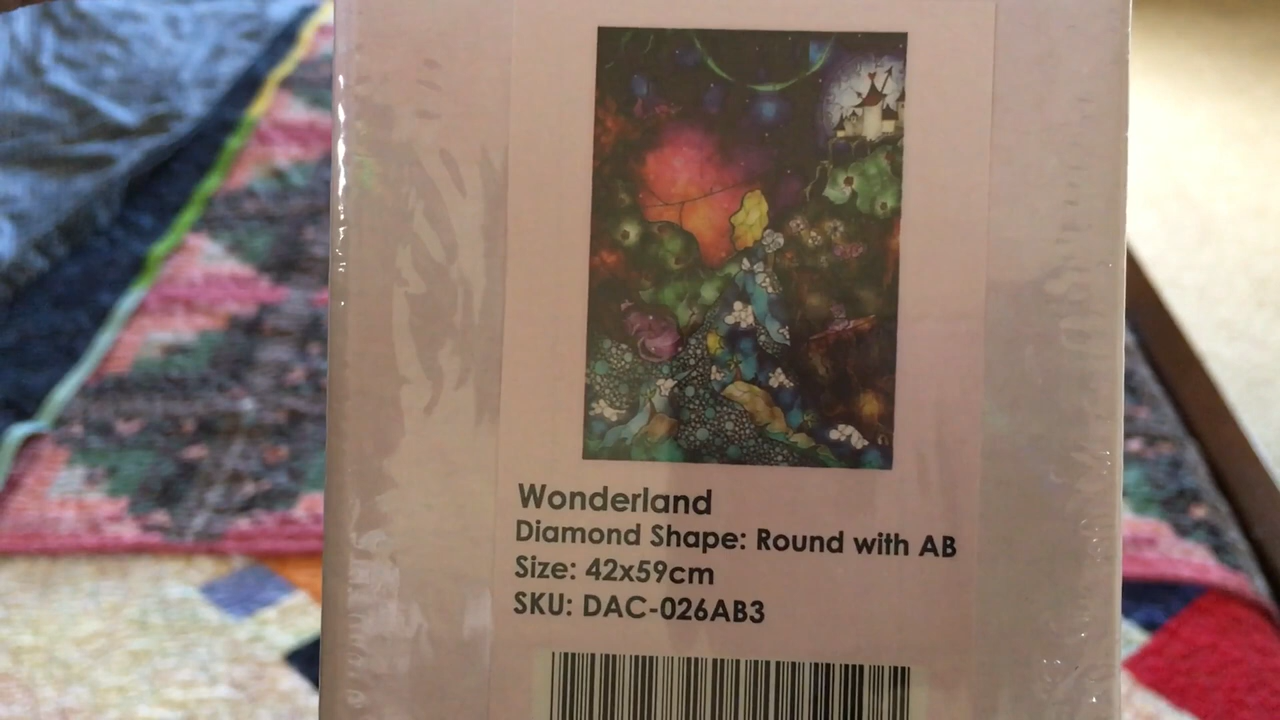 Wonderland
Diamond Shape: Round with AB
Size: 42x59cm
SKU: DAC-026AB3